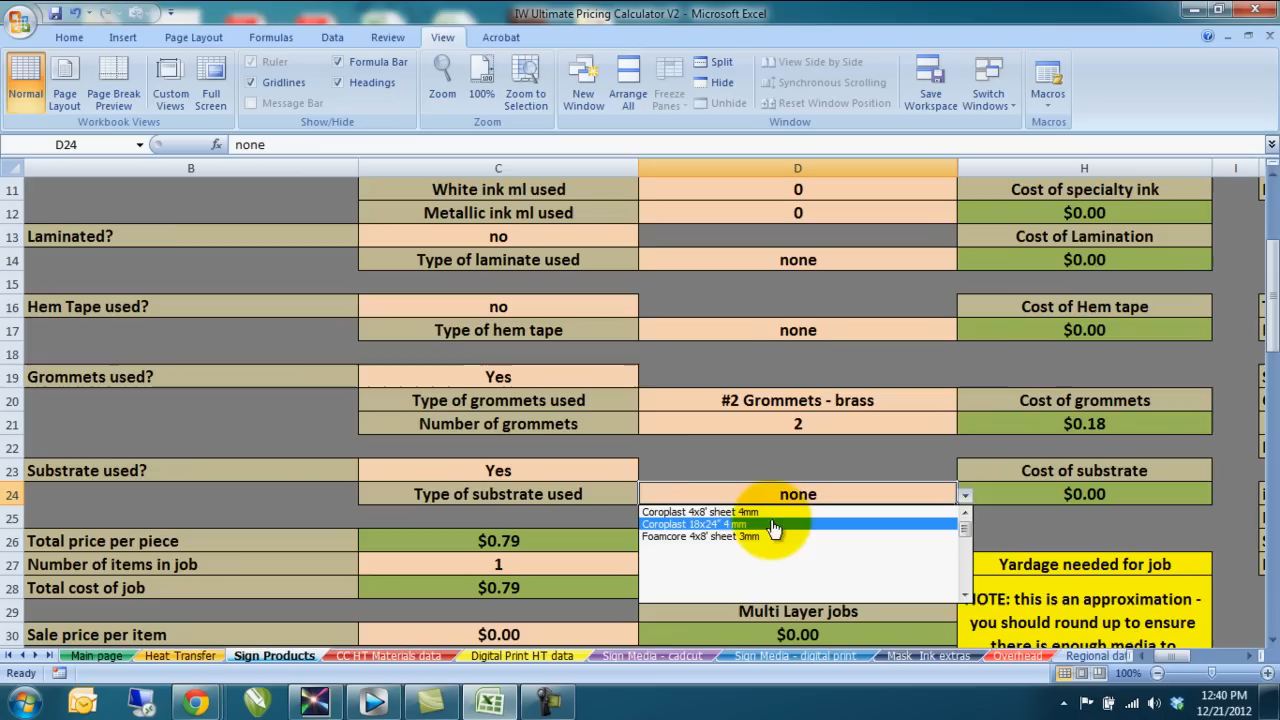 IW Ultimate Pricing Calculator V2 - Microsoft Excel
Home Insert Page Layout Formulas Data Review View Acrobat
Normal
Page Layout
Page Break Preview
Custom Views
Full Screen
Workbook Views
Ruler
Formula Bar
Gridlines
Headings
Message Bar
Show/Hide
Zoom
100%
Zoom to Selection
Zoom
New Window
Arrange All
Freeze Panes
Split
Hide
Unhide
View Side by Side
Synchronous Scrolling
Reset Window Position
Save Workspace
Switch Windows
Window
Macros
Macros
D24 fx none
B C D H I
11 White ink ml used 0 Cost of specialty ink
12 Metallic ink ml used 0 $0.00
13 Laminated? no Cost of Lamination
14 Type of laminate used none $0.00
15
16 Hem Tape used? no Cost of Hem tape
17 Type of hem tape none $0.00
18
19 Grommets used? Yes
20 Type of grommets used #2 Grommets - brass Cost of grommets
21 Number of grommets 2 $0.18
22
23 Substrate used? Yes Cost of substrate
24 Type of substrate used none $0.00
Coroplast 4x8' sheet 4mm
Coroplast 18x24" 4 mm
Foamcore 4x8' sheet 3mm
25
26 Total price per piece $0.79
27 Number of items in job 1 Yardage needed for job
28 Total cost of job $0.79 NOTE: this is an approximation -
29 Multi Layer jobs you should round up to ensure
30 Sale price per item $0.00 $0.00 there is enough media to
Main page Heat Transfer Sign Products CC HT Materials data Digital Print HT data Sign Media - cadcut Sign Media - digital print Mask Ink extras Overhead Regional dat
Ready 100%
12:40 PM
12/21/2012